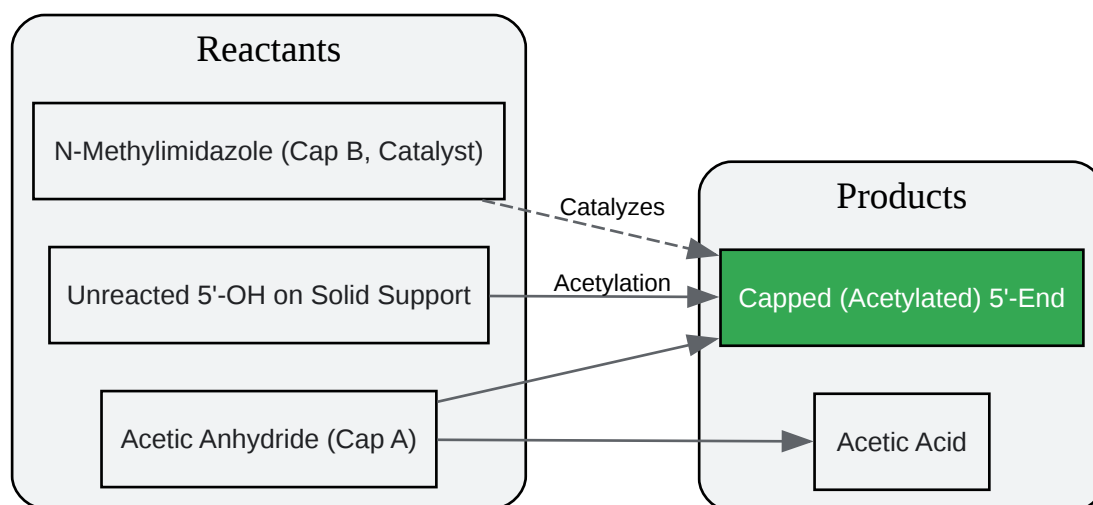 Reactants
N-Methylimidazole (Cap B, Catalyst)
Unreacted 5'-OH on Solid Support
Acetic Anhydride (Cap A)
Catalyzes
Acetylation
Products
Capped (Acetylated) 5'-End
Acetic Acid